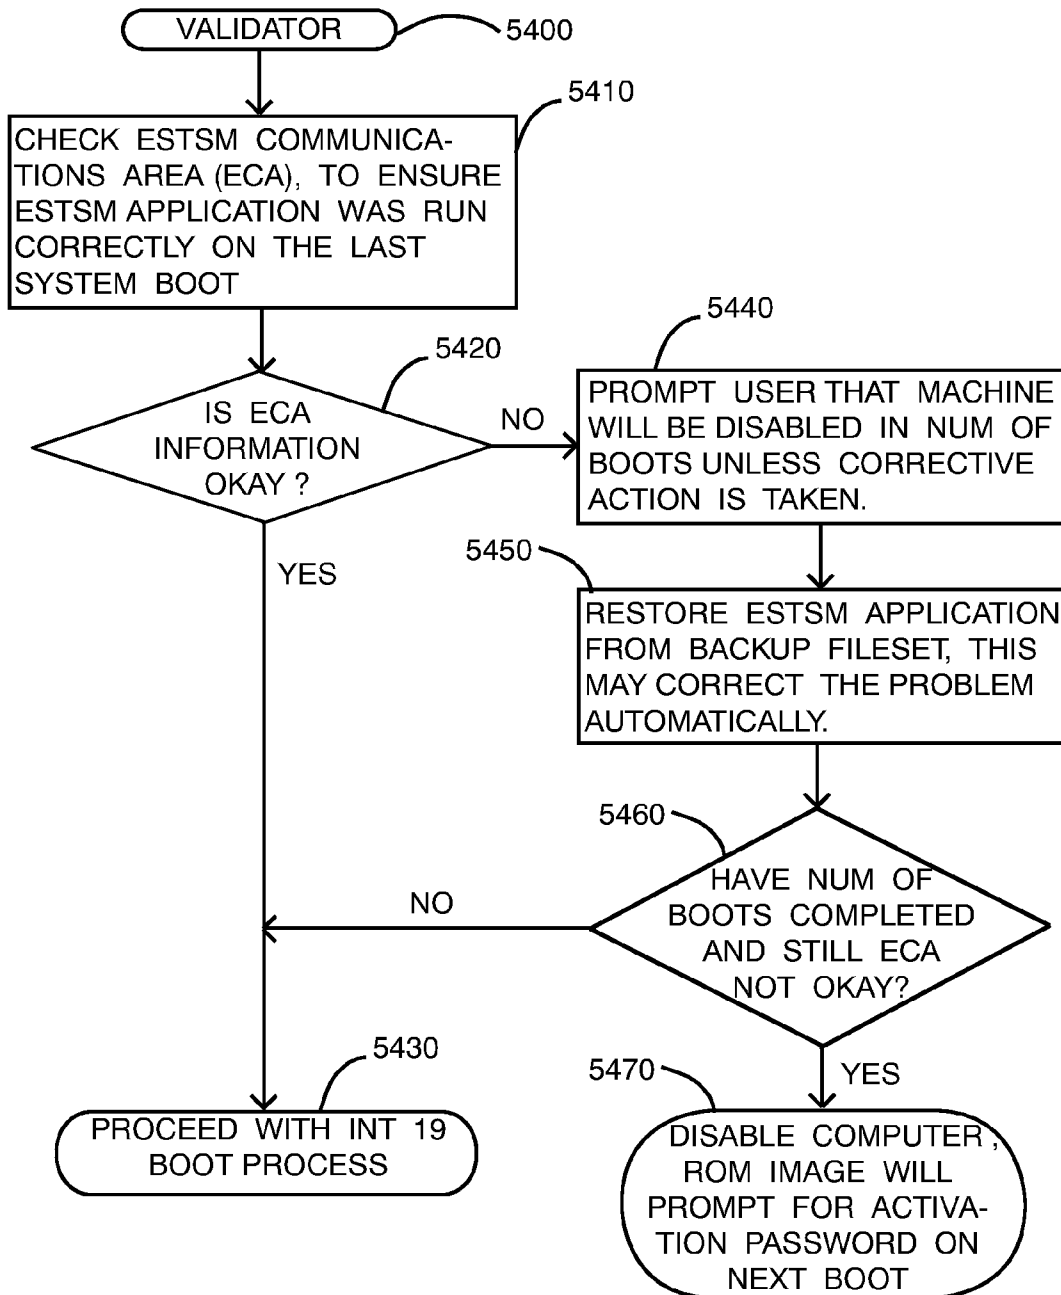 VALIDATOR
5400
5410
CHECK ESTSM COMMUNICA-
TIONS AREA (ECA), TO ENSURE
ESTSM APPLICATION WAS RUN
CORRECTLY ON THE LAST
SYSTEM BOOT
5420
IS ECA
INFORMATION
OKAY ?
NO
YES
5440
PROMPT USER THAT MACHINE
WILL BE DISABLED IN NUM OF
BOOTS UNLESS CORRECTIVE
ACTION IS TAKEN.
5450
RESTORE ESTSM APPLICATION
FROM BACKUP FILESET, THIS
MAY CORRECT THE PROBLEM
AUTOMATICALLY.
5460
HAVE NUM OF
BOOTS COMPLETED
AND STILL ECA
NOT OKAY?
NO
YES
5430
PROCEED WITH INT 19
BOOT PROCESS
5470
DISABLE COMPUTER ,
ROM IMAGE WILL
PROMPT FOR ACTIVA-
TION PASSWORD ON
NEXT BOOT